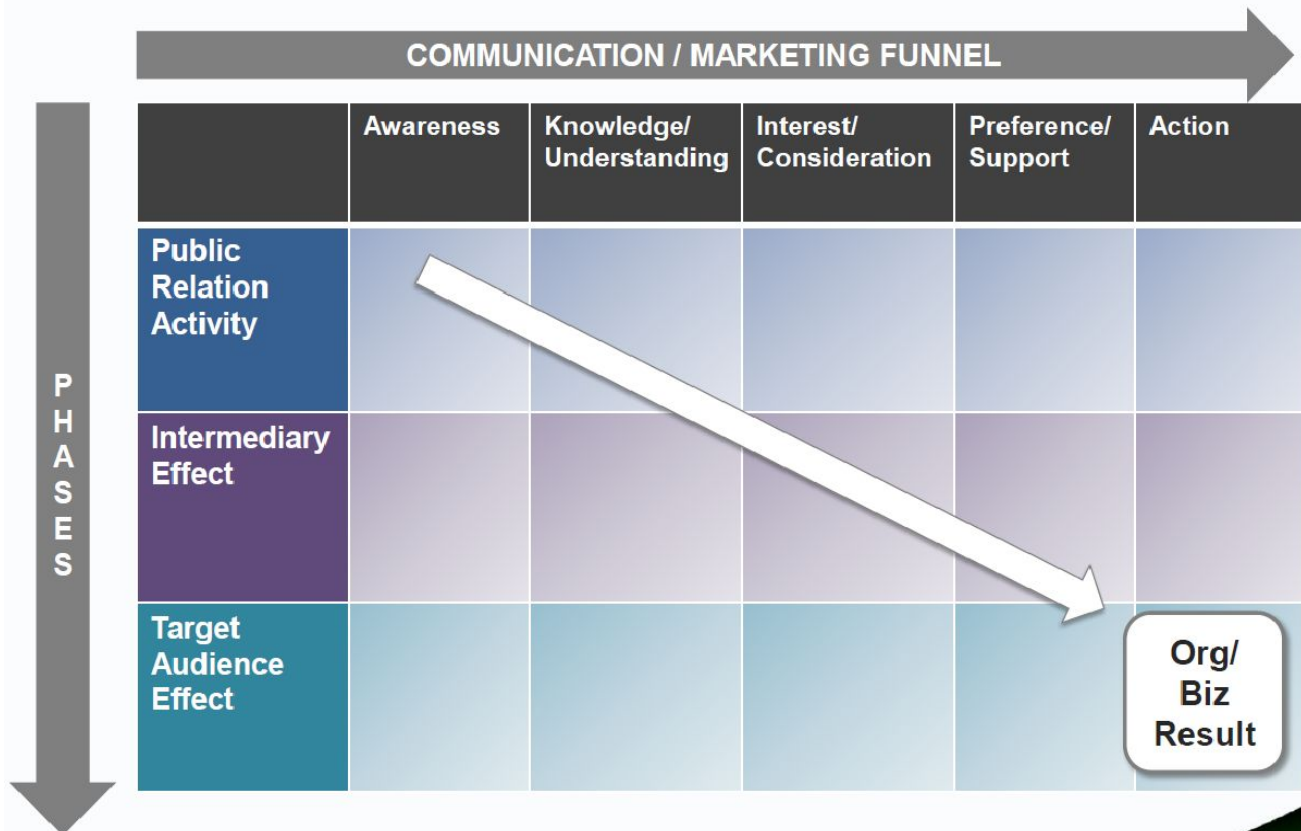 COMMUNICATION / MARKETING FUNNEL
Awareness
Knowledge/
Understanding
Interest/
Consideration
Preference/
Support
Action
PHASES
Public
Relation
Activity
Intermediary
Effect
Target
Audience
Effect
Org/
Biz
Result